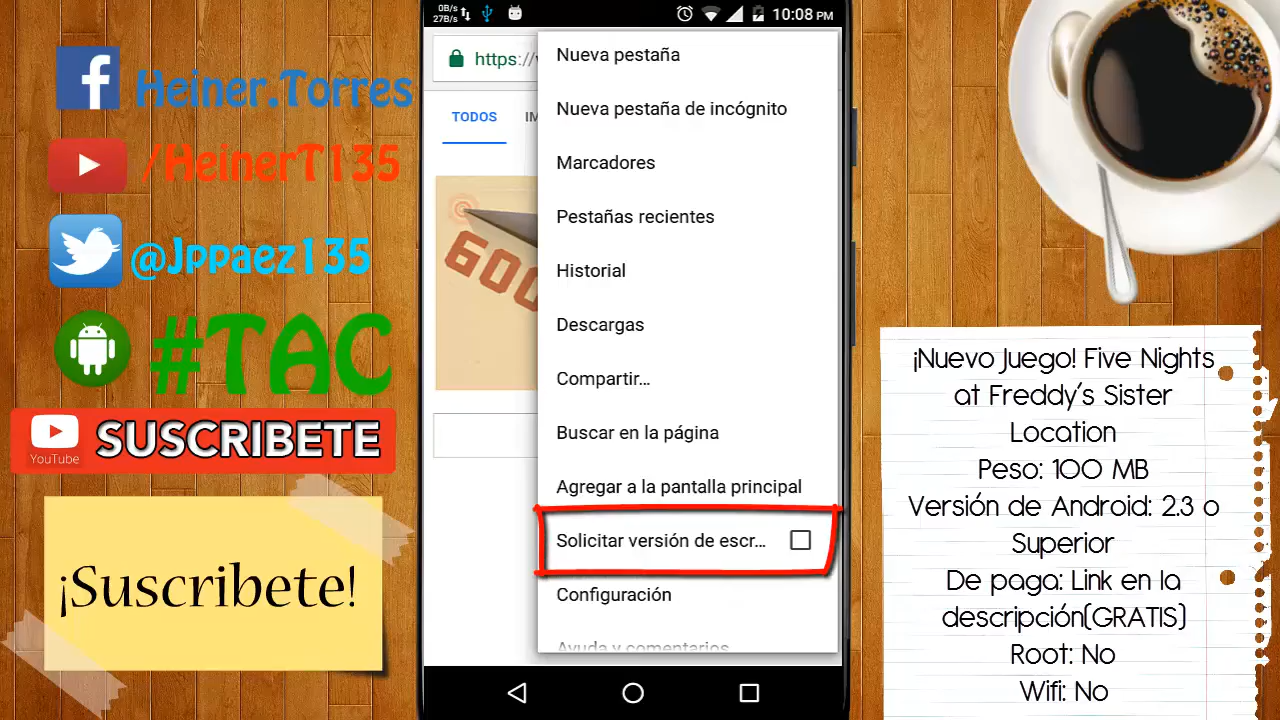 Heiner.Torres
/HeinerT135
@Jppaez135
#TAC
YouTube
SUSCRIBETE
¡Suscribete!
0B/s
27B/s
10:08 PM
https://
TODOS
600
Nueva pestaña
Nueva pestaña de incógnito
Marcadores
Pestañas recientes
Historial
Descargas
Compartir...
Buscar en la página
Agregar a la pantalla principal
Solicitar versión de escr...
Configuración
Ayuda y comentarios
¡Nuevo Juego! Five Nights
at Freddy's Sister
Location
Peso: 100 MB
Versión de Android: 2.3 o
Superior
De paga: Link en la
descripción(GRATIS)
Root: No
Wifi: No